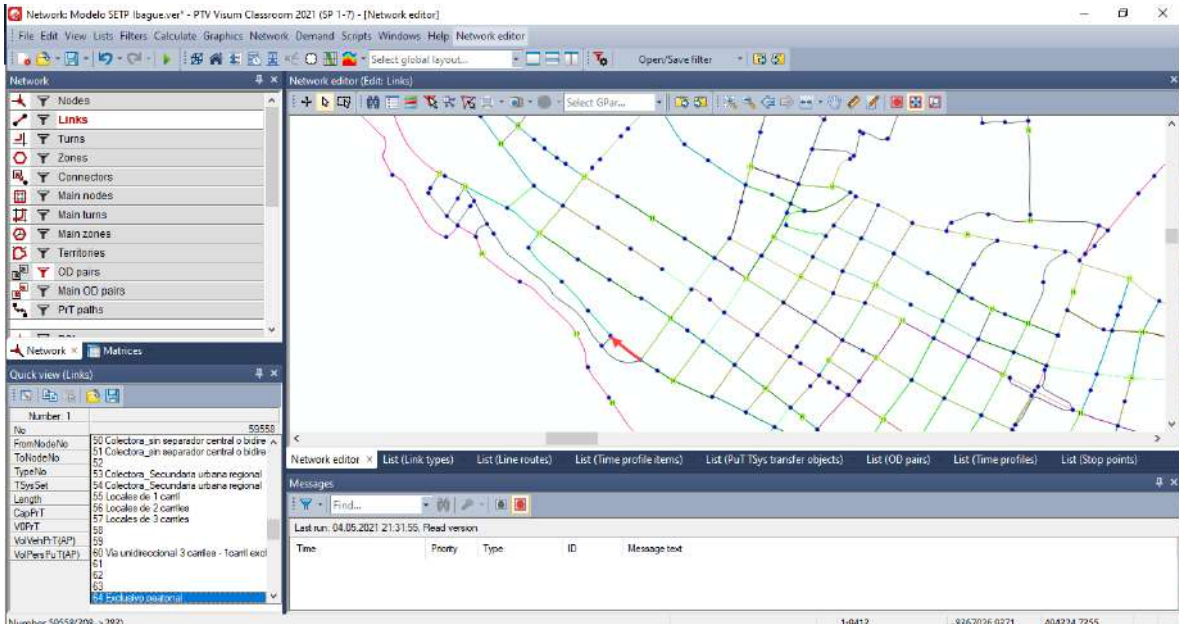 Network: Modelo SETP Ibague.ver* - PTV Visum Classroom 2021 (SP 1-7) - [Network editor]
File Edit View Lists Filters Calculate Graphics Network Demand Scripts Windows Help Network editor
Select global layout... Open/Save filter
Network
Nodes
Links
Turns
Zones
Connectors
Main nodes
Main turns
Main zones
Territories
OD pairs
Main OD pairs
PrT paths
Network Matrices
Network editor (Edit: Links)
Select GPar...
Quick view (Links)
Number: 1
No 59558
FromNodeNo
ToNodeNo
TypeNo
TSysSet
Length
CapPrT
V0PrT
VolVehPrT(AP)
VolPersPuT(AP)
50 Colectora_sin separador central o bidire
51 Colectora_sin separador central o bidire
52
53 Colectora_Secundaria urbana regional
54 Colectora_Secundaria urbana regional
55 Locales de 1 carril
56 Locales de 2 carriles
57 Locales de 3 carriles
58
59
60 Via unidireccional 3 carriles - 1carril excl
61
62
63
64 Exclusivo peatonal
Network editor List (Link types) List (Line routes) List (Time profile items) List (PuT TSys transfer objects) List (OD pairs) List (Time profiles) List (Stop points)
Messages
Find...
Last run: 04.05.2021 21:31:55, Read version
Time Priority Type ID Message text
1:9412